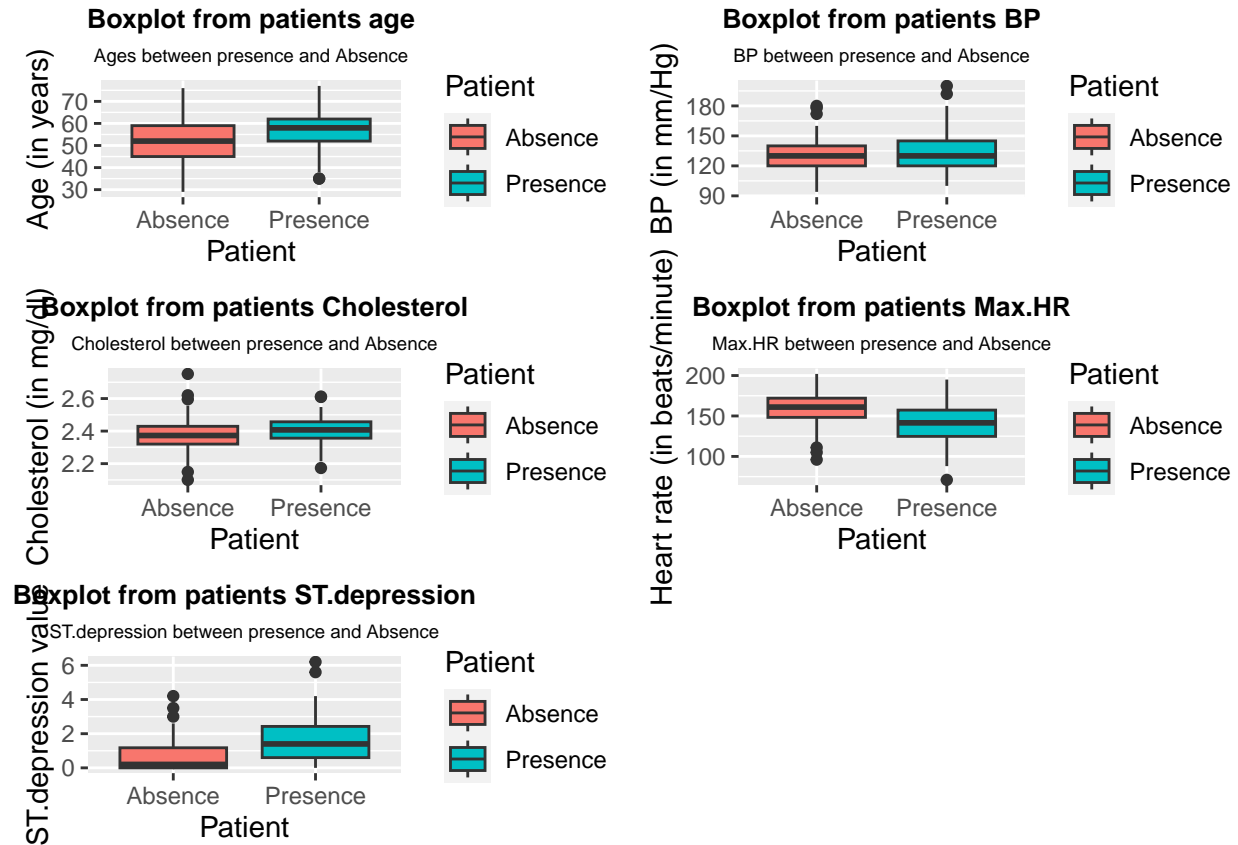 Boxplot from patients age
Ages between presence and Absence
Age (in years)
70
60
50
40
30
Absence
Presence
Patient
Patient
Absence
Presence
Boxplot from patients BP
BP between presence and Absence
BP (in mm/Hg)
180
150
120
90
Absence
Presence
Patient
Patient
Absence
Presence
Boxplot from patients Cholesterol
Cholesterol between presence and Absence
Cholesterol (in mg/dl)
2.6
2.4
2.2
Absence
Presence
Patient
Patient
Absence
Presence
Boxplot from patients Max.HR
Max.HR between presence and Absence
Heart rate (in beats/minute)
200
150
100
Absence
Presence
Patient
Patient
Absence
Presence
Boxplot from patients ST.depression
ST.depression between presence and Absence
ST.depression value
6
4
2
0
Absence
Presence
Patient
Patient
Absence
Presence